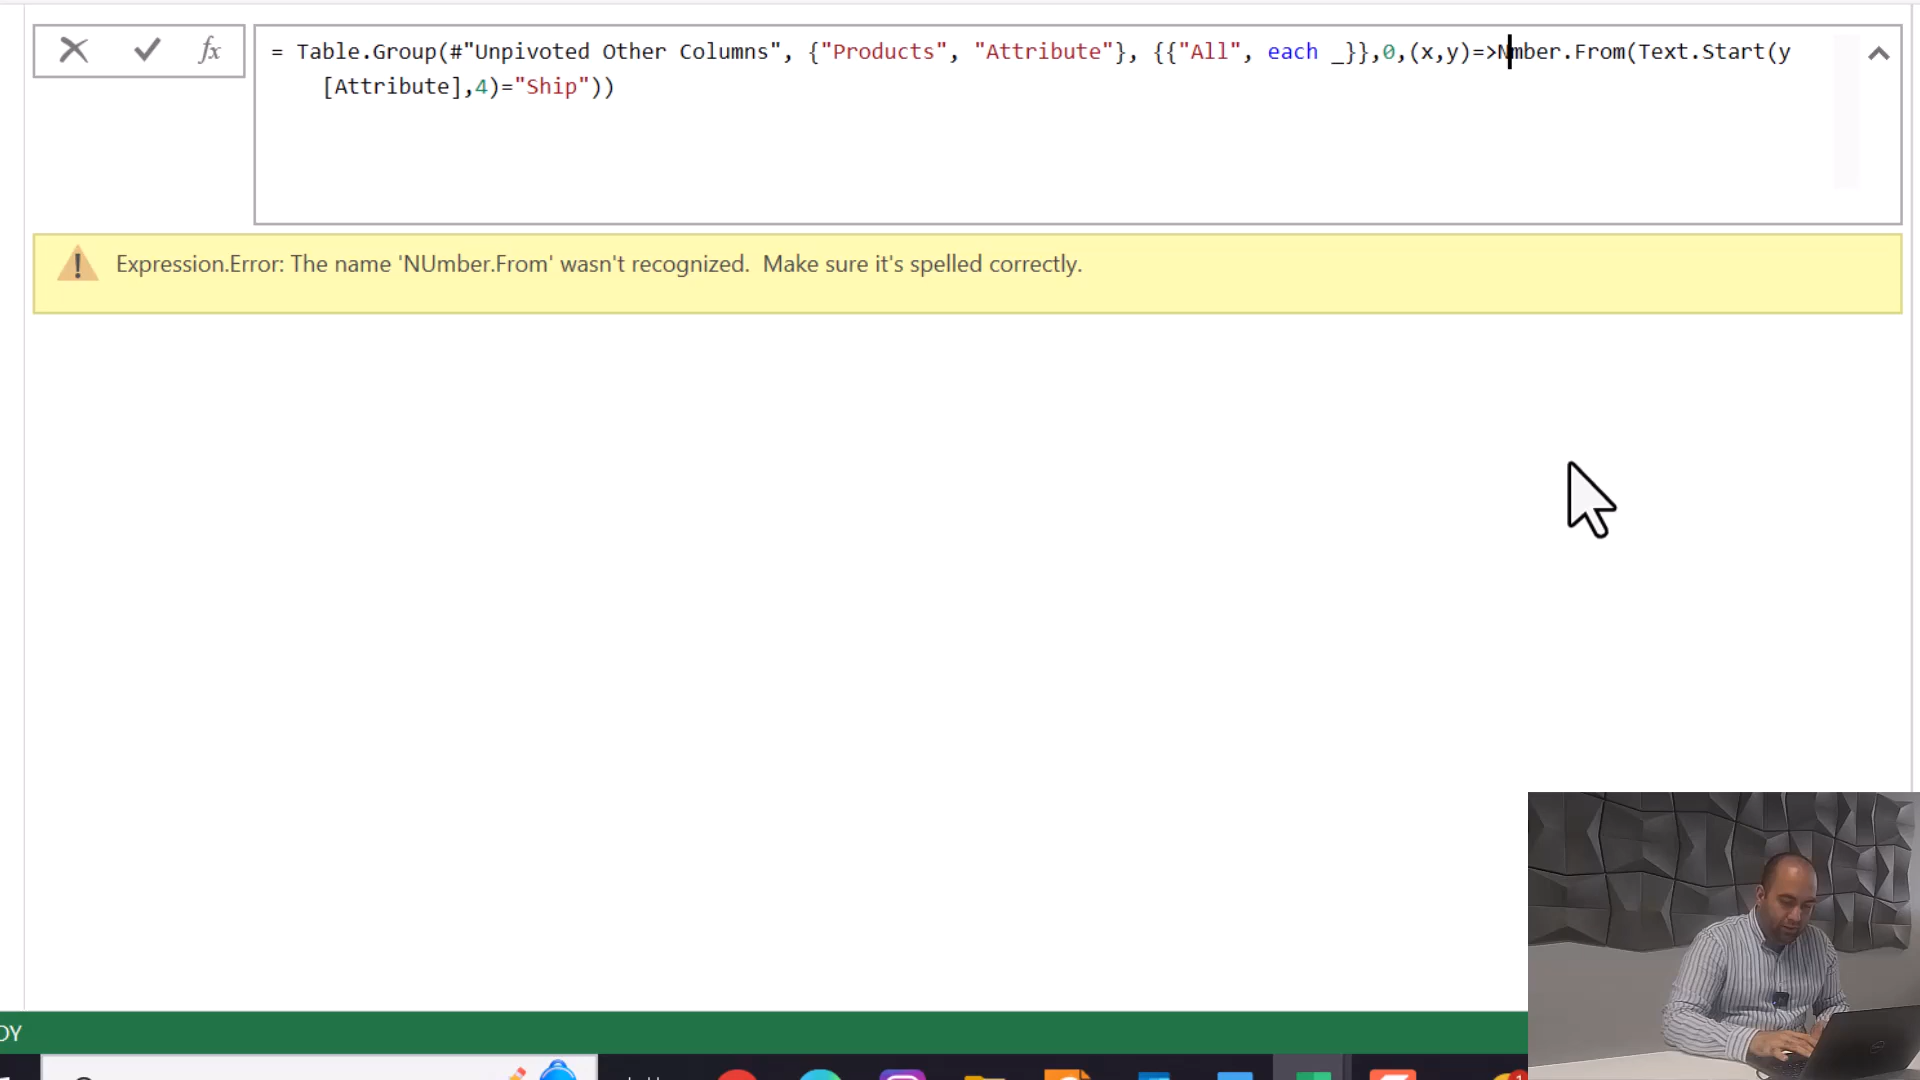 = Table.Group(#"Unpivoted Other Columns", {"Products", "Attribute"}, {{"All", each _}},0,(x,y)=>Nmber.From(Text.Start(y
[Attribute],4)="Ship"))
Expression.Error: The name 'NUmber.From' wasn't recognized. Make sure it's spelled correctly.